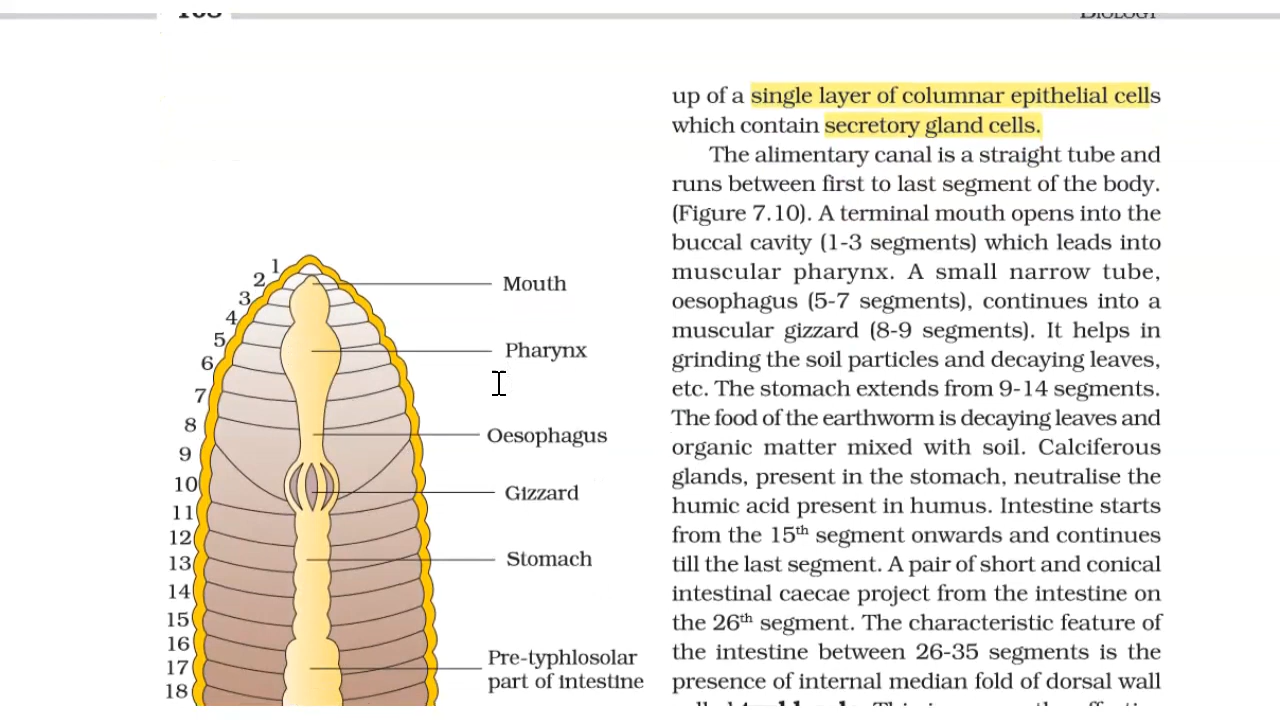 168
BIOLOGY
up of a single layer of columnar epithelial cells
which contain secretory gland cells.
The alimentary canal is a straight tube and
runs between first to last segment of the body.
(Figure 7.10). A terminal mouth opens into the
buccal cavity (1-3 segments) which leads into
muscular pharynx. A small narrow tube,
oesophagus (5-7 segments), continues into a
muscular gizzard (8-9 segments). It helps in
grinding the soil particles and decaying leaves,
etc. The stomach extends from 9-14 segments.
The food of the earthworm is decaying leaves and
organic matter mixed with soil. Calciferous
glands, present in the stomach, neutralise the
humic acid present in humus. Intestine starts
from the 15th segment onwards and continues
till the last segment. A pair of short and conical
intestinal caecae project from the intestine on
the 26th segment. The characteristic feature of
the intestine between 26-35 segments is the
presence of internal median fold of dorsal wall
1
2
3
4
5
6
7
8
9
10
11
12
13
14
15
16
17
18
Mouth
Pharynx
Oesophagus
Gizzard
Stomach
Pre-typhlosolar
part of intestine